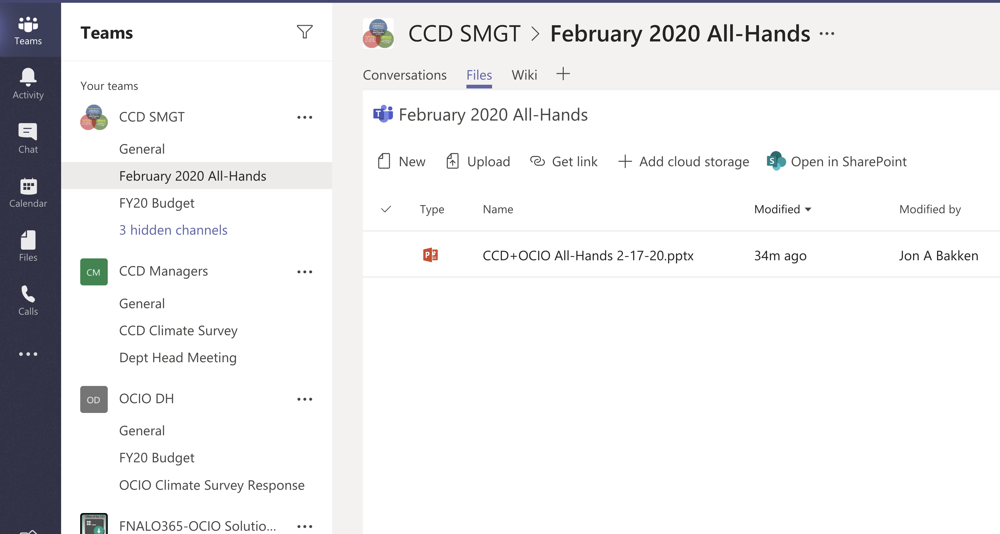 Teams
Activity
Chat
Calendar
Files
Calls
Teams
Your teams
CCD SMGT
General
February 2020 All-Hands
FY20 Budget
3 hidden channels
CM
CCD Managers
General
CCD Climate Survey
Dept Head Meeting
OD
OCIO DH
General
FY20 Budget
OCIO Climate Survey Response
Office of the CIO
#_
FNALO365-OCIO Solutio...
CCD SMGT > February 2020 All-Hands ...
Conversations Files Wiki +
T February 2020 All-Hands
New Upload Get link + Add cloud storage S Open in SharePoint
Type Name Modified Modified by
P CCD+OCIO All-Hands 2-17-20.pptx 34m ago Jon A Bakken